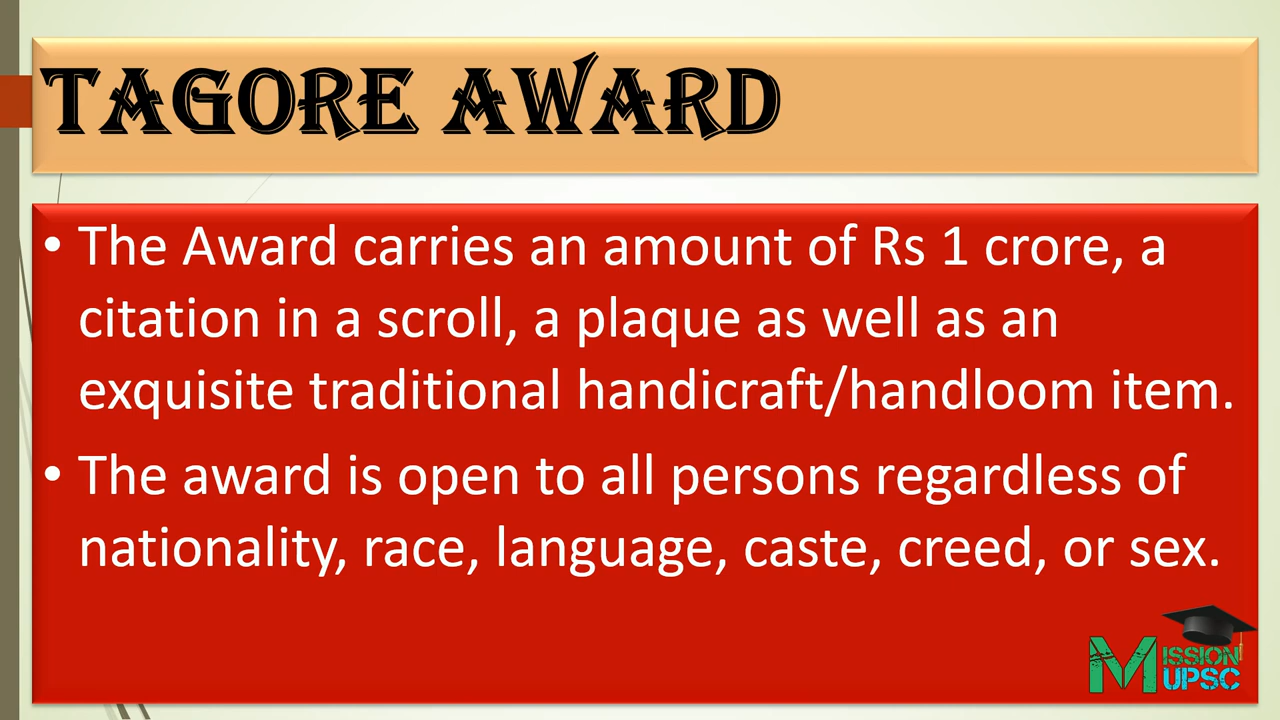 TAGORE AWARD
• The Award carries an amount of Rs 1 crore, a
citation in a scroll, a plaque as well as an
exquisite traditional handicraft/handloom item.
• The award is open to all persons regardless of
nationality, race, language, caste, creed, or sex.
MISSION
UPSC